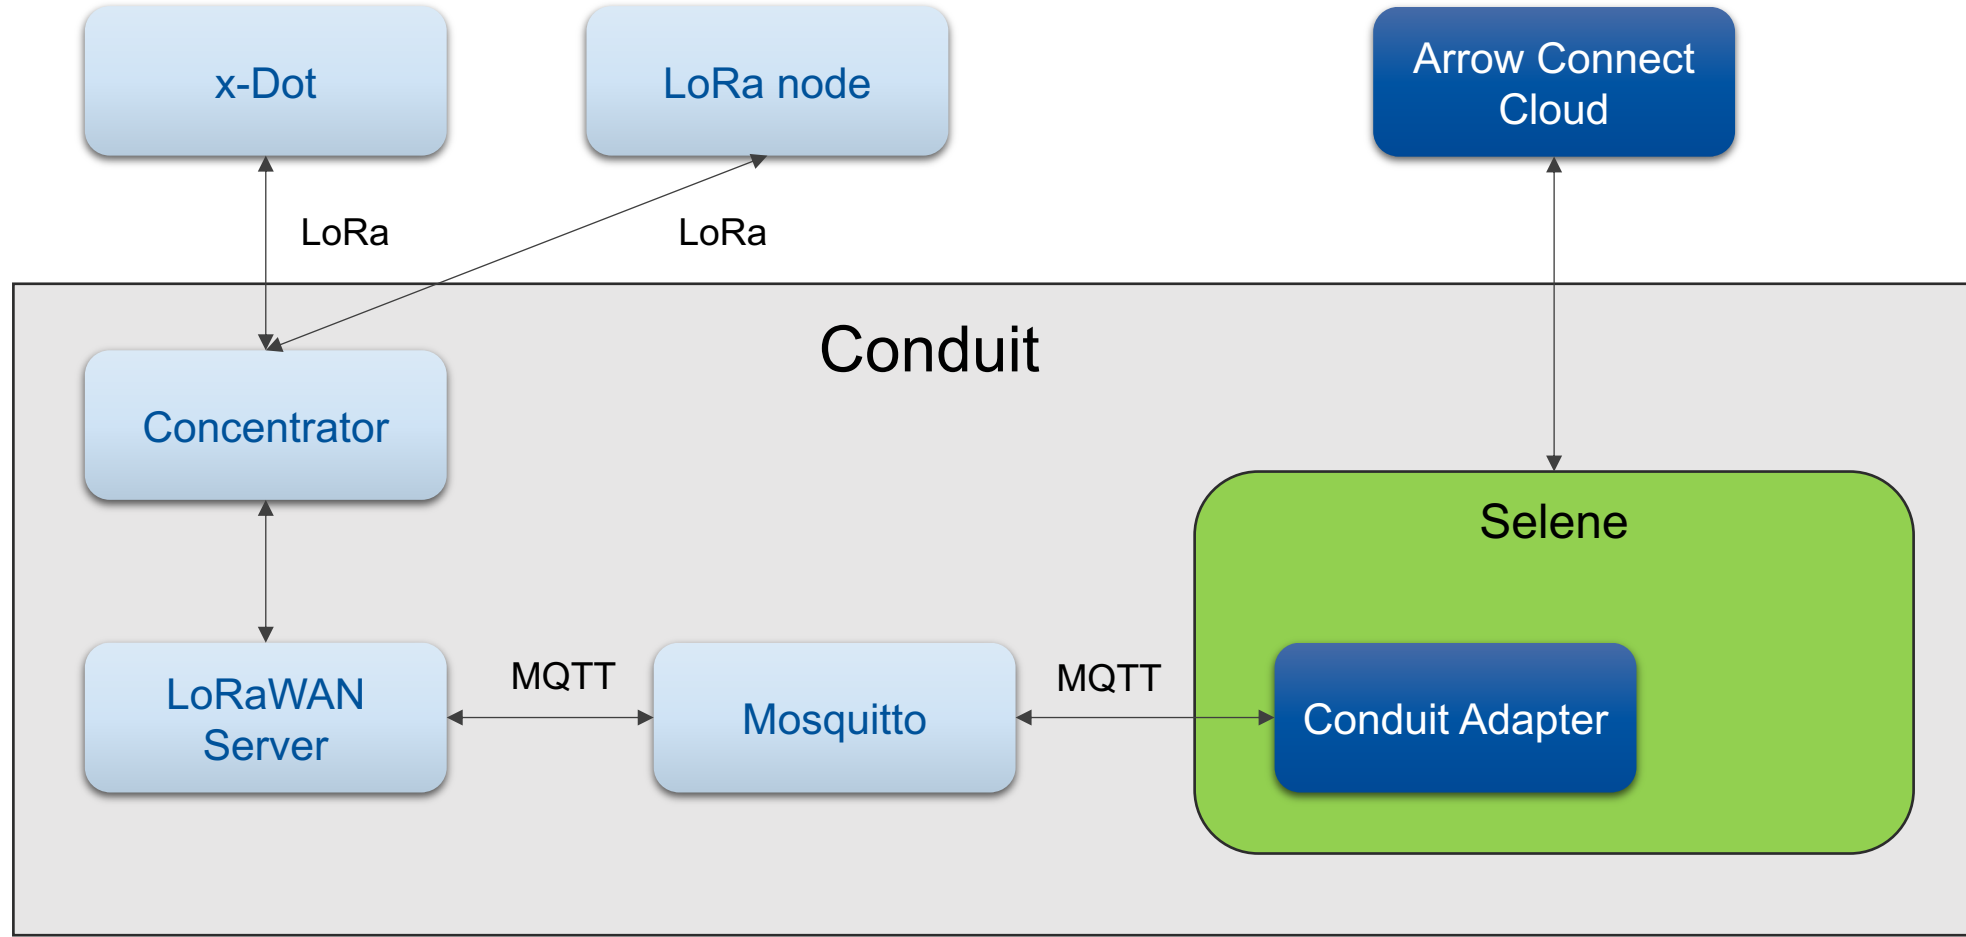 x-Dot
LoRa node
Arrow Connect
Cloud
LoRa
LoRa
Conduit
Concentrator
Selene
LoRaWAN
Server
MQTT
Mosquitto
MQTT
Conduit Adapter